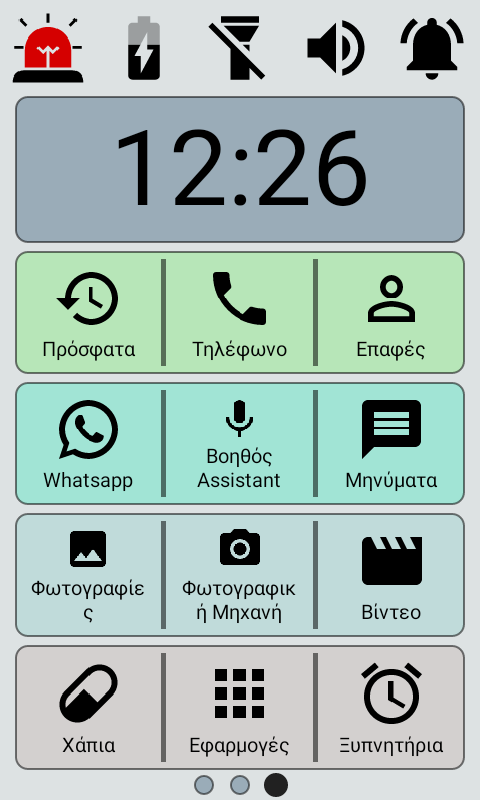 12:26
Πρόσφατα
Τηλέφωνο
Επαφές
Whatsapp
Βοηθός
Assistant
Μηνύματα
Φωτογραφίε
ς
Φωτογραφικ
ή Μηχανή
Βίντεο
Χάπια
Εφαρμογές
Ξυπνητήρια